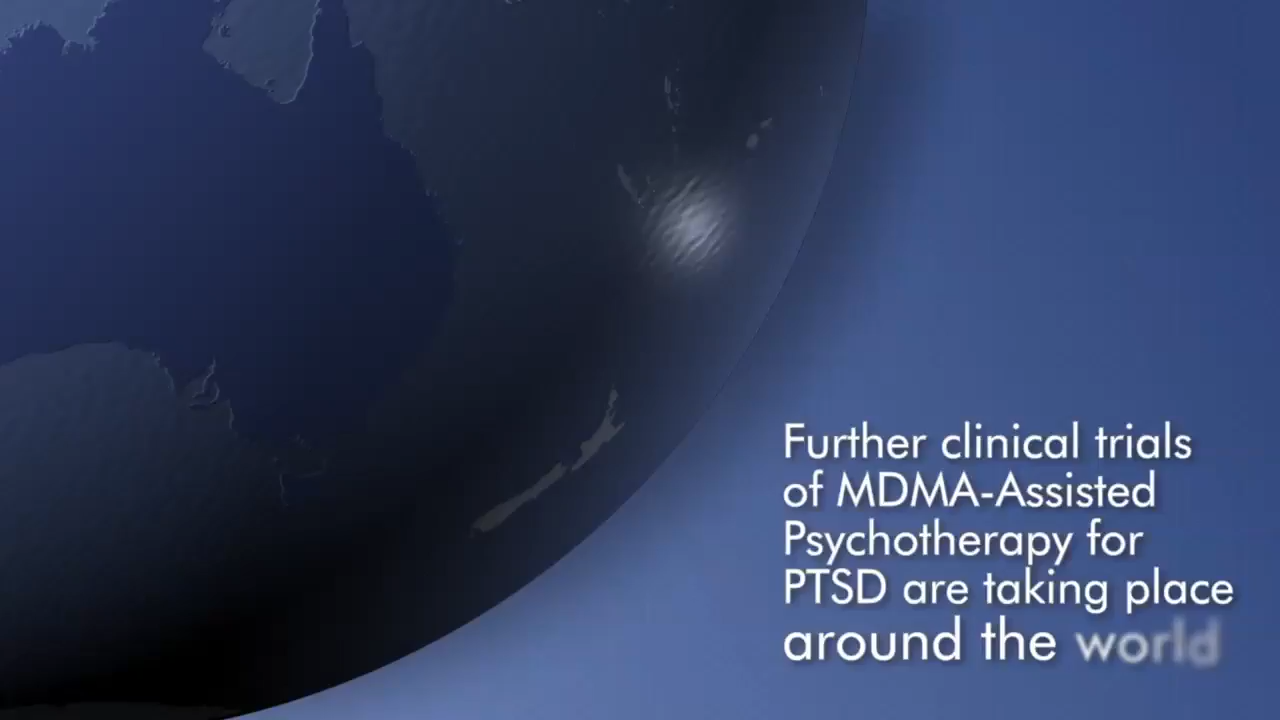 Further clinical trials
of MDMA-Assisted
Psychotherapy for
PTSD are taking place
around the world